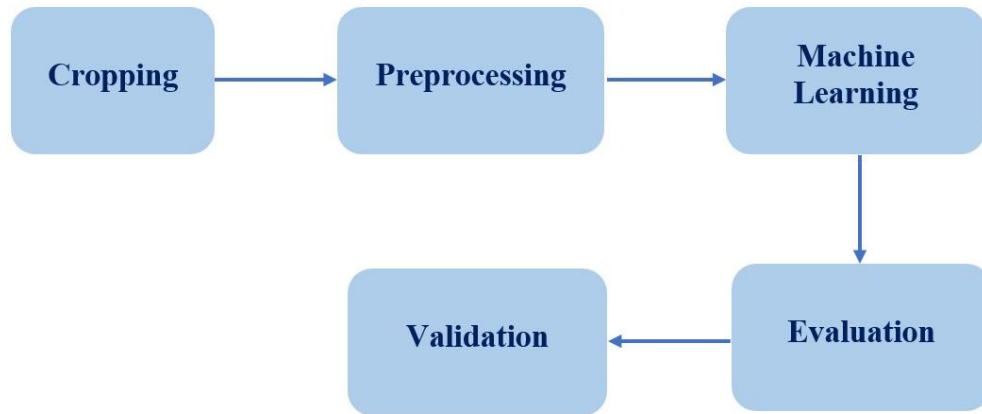 Cropping
Preprocessing
Machine
Learning
Evaluation
Validation